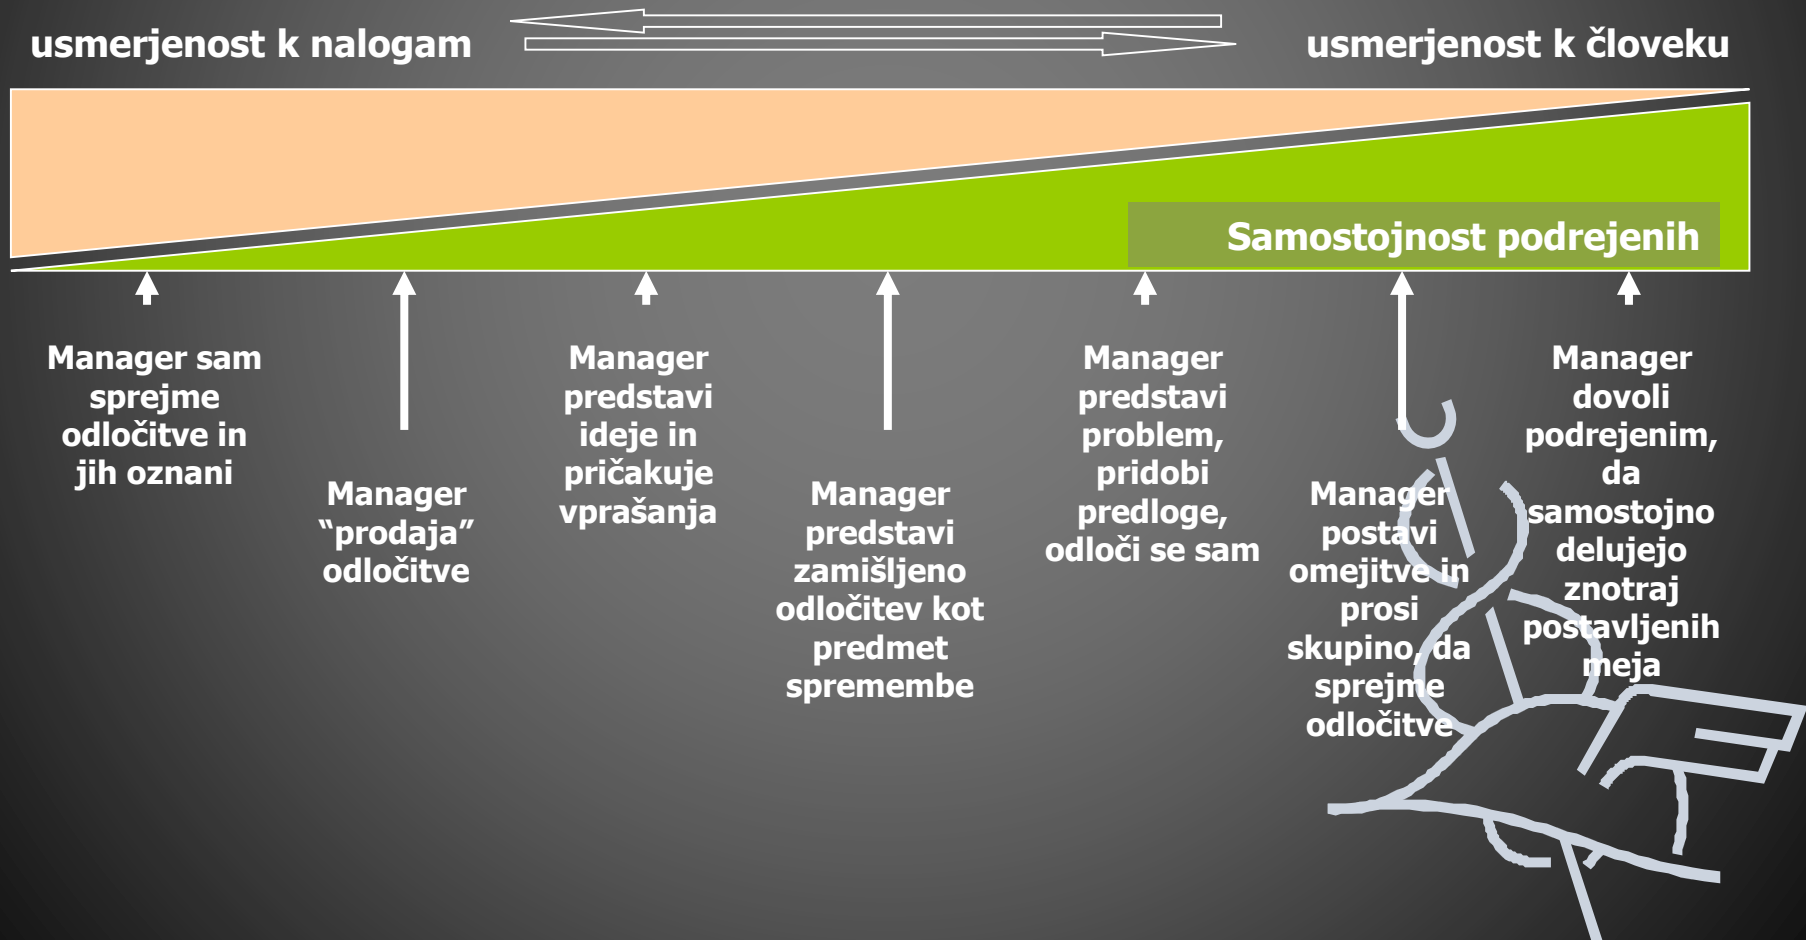 usmerjenost k nalogam
usmerjenost k človeku
Samostojnost podrejenih
Manager sam
sprejme
odločitve in
jih oznani
Manager
“prodaja”
odločitve
Manager
predstavi
ideje in
pričakuje
vprašanja
Manager
predstavi
zamišljeno
odločitev kot
predmet
spremembe
Manager
predstavi
problem,
pridobi
predloge,
odloči se sam
Manager
postavi
omejitve in
prosi
skupino, da
sprejme
odločitve
Manager
dovoli
podrejenim,
da
samostojno
delujejo
znotraj
postavljenih
meja